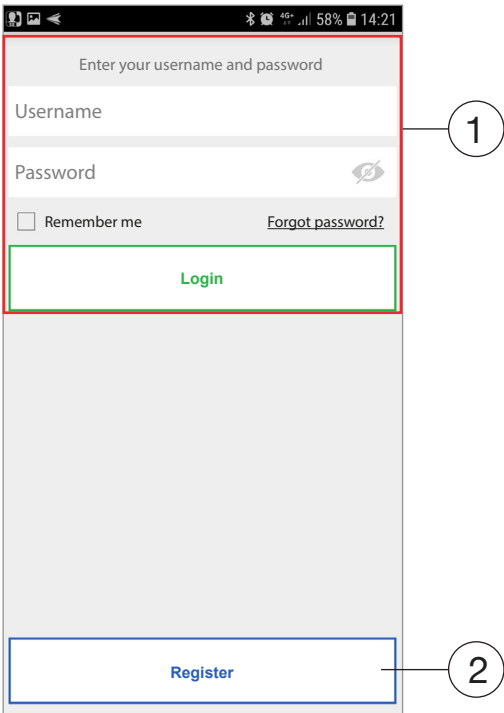 4G+ 58% 14:21
Enter your username and password
Username
1
Password
Remember me Forgot password?
Login
Register
2